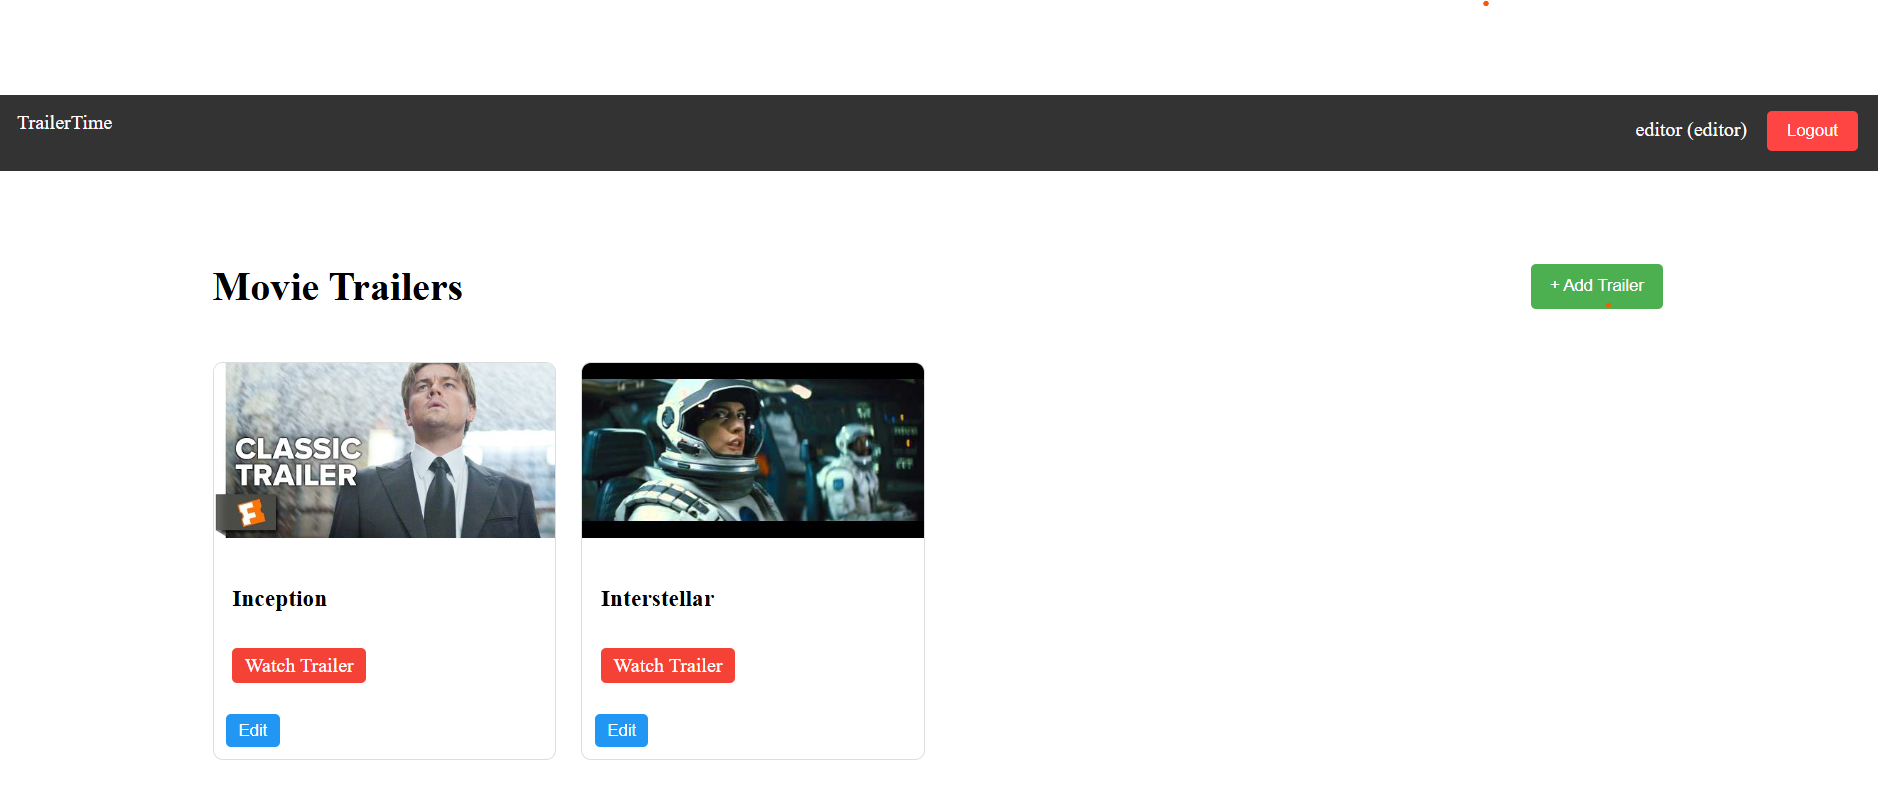 TrailerTime
editor (editor)
Logout
Movie Trailers
+ Add Trailer
CLASSIC
TRAILER
F
Inception
Interstellar
Watch Trailer
Watch Trailer
Edit
Edit